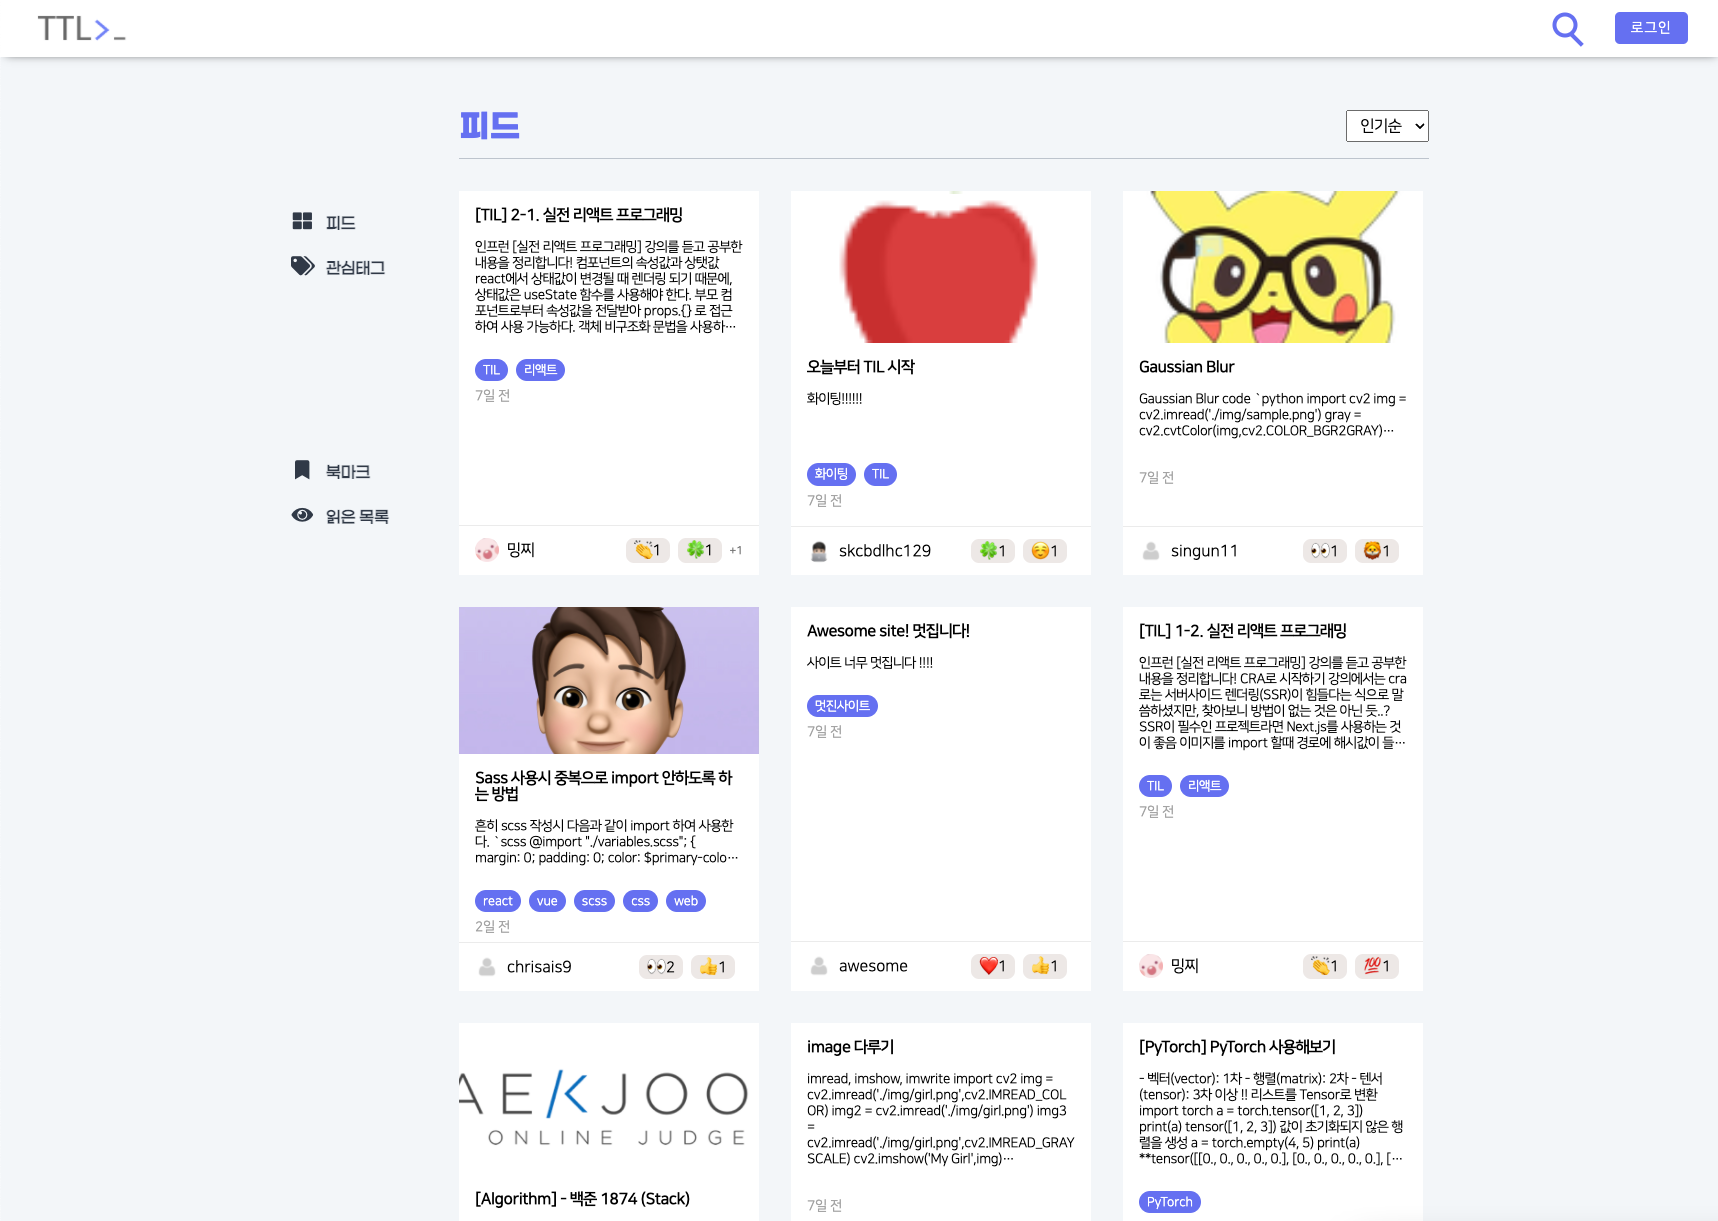 TTL>_
로그인
피드
인기순
피드
관심태그
북마크
읽은 목록
[TIL] 2-1. 실전 리액트 프로그래밍
인프런 [실전 리액트 프로그래밍] 강의를 듣고 공부한
내용을 정리합니다! 컴포넌트의 속성값과 상탯값
react에서 상태값이 변경될 때 렌더링 되기 때문에,
상태값은 useState 함수를 사용해야 한다. 부모 컴
포넌트로부터 속성값을 전달받아 props.{} 로 접근
하여 사용 가능하다. 객체 비구조화 문법을 사용하…
TIL 리액트
7일 전
밍찌 1 1 +1
오늘부터 TIL 시작
화이팅!!!!!!
화이팅 TIL
7일 전
skcbdlhc129 1 1
Gaussian Blur
Gaussian Blur code `python import cv2 img =
cv2.imread('./img/sample.png') gray =
cv2.cvtColor(img,cv2.COLOR_BGR2GRAY)…
7일 전
singun11 1 1
Sass 사용시 중복으로 import 안하도록 하
는 방법
흔히 scss 작성시 다음과 같이 import 하여 사용한
다. `scss @import "./variables.scss"; {
margin: 0; padding: 0; color: $primary-colo…
react vue scss css web
2일 전
chrisais9 2 1
Awesome site! 멋집니다!
사이트 너무 멋집니다 !!!!
멋진사이트
7일 전
awesome 1 1
[TIL] 1-2. 실전 리액트 프로그래밍
인프런 [실전 리액트 프로그래밍] 강의를 듣고 공부한
내용을 정리합니다! CRA로 시작하기 강의에서는 cra
로는 서버사이드 렌더링(SSR)이 힘들다는 식으로 말
씀하셨지만, 찾아보니 방법이 없는 것은 아닌 듯..?
SSR이 필수인 프로젝트라면 Next.js를 사용하는 것
이 좋음 이미지를 import 할때 경로에 해시값이 들…
TIL 리액트
7일 전
밍찌 1 100 1
AEKJOO
ONLINE JUDGE
[Algorithm] - 백준 1874 (Stack)
image 다루기
imread, imshow, imwrite import cv2 img =
cv2.imread('./img/girl.png',cv2.IMREAD_COL
OR) img2 = cv2.imread('./img/girl.png') img3
=
cv2.imread('./img/girl.png',cv2.IMREAD_GRAY
SCALE) cv2.imshow('My Girl',img)…
7일 전
[PyTorch] PyTorch 사용해보기
- 벡터(vector): 1차 - 행렬(matrix): 2차 - 텐서
(tensor): 3차 이상 !! 리스트를 Tensor로 변환
import torch a = torch.tensor([1, 2, 3])
print(a) tensor([1, 2, 3]) 값이 초기화되지 않은 행
렬을 생성 a = torch.empty(4, 5) print(a)
**tensor([[0., 0., 0., 0., 0.], [0., 0., 0., 0., 0.], […
PyTorch